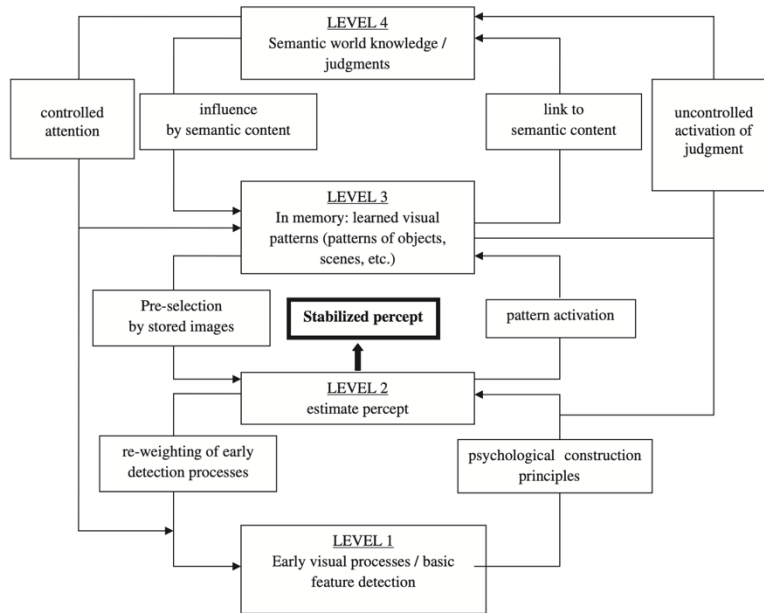 LEVEL 4
Semantic world knowledge /
judgments
controlled
attention
influence
by semantic content
link to
semantic content
uncontrolled
activation of
judgment
LEVEL 3
In memory: learned visual
patterns (patterns of objects,
scenes, etc.)
Pre-selection
by stored images
Stabilized percept
pattern activation
LEVEL 2
estimate percept
re-weighting of early
detection processes
psychological construction
principles
LEVEL 1
Early visual processes / basic
feature detection